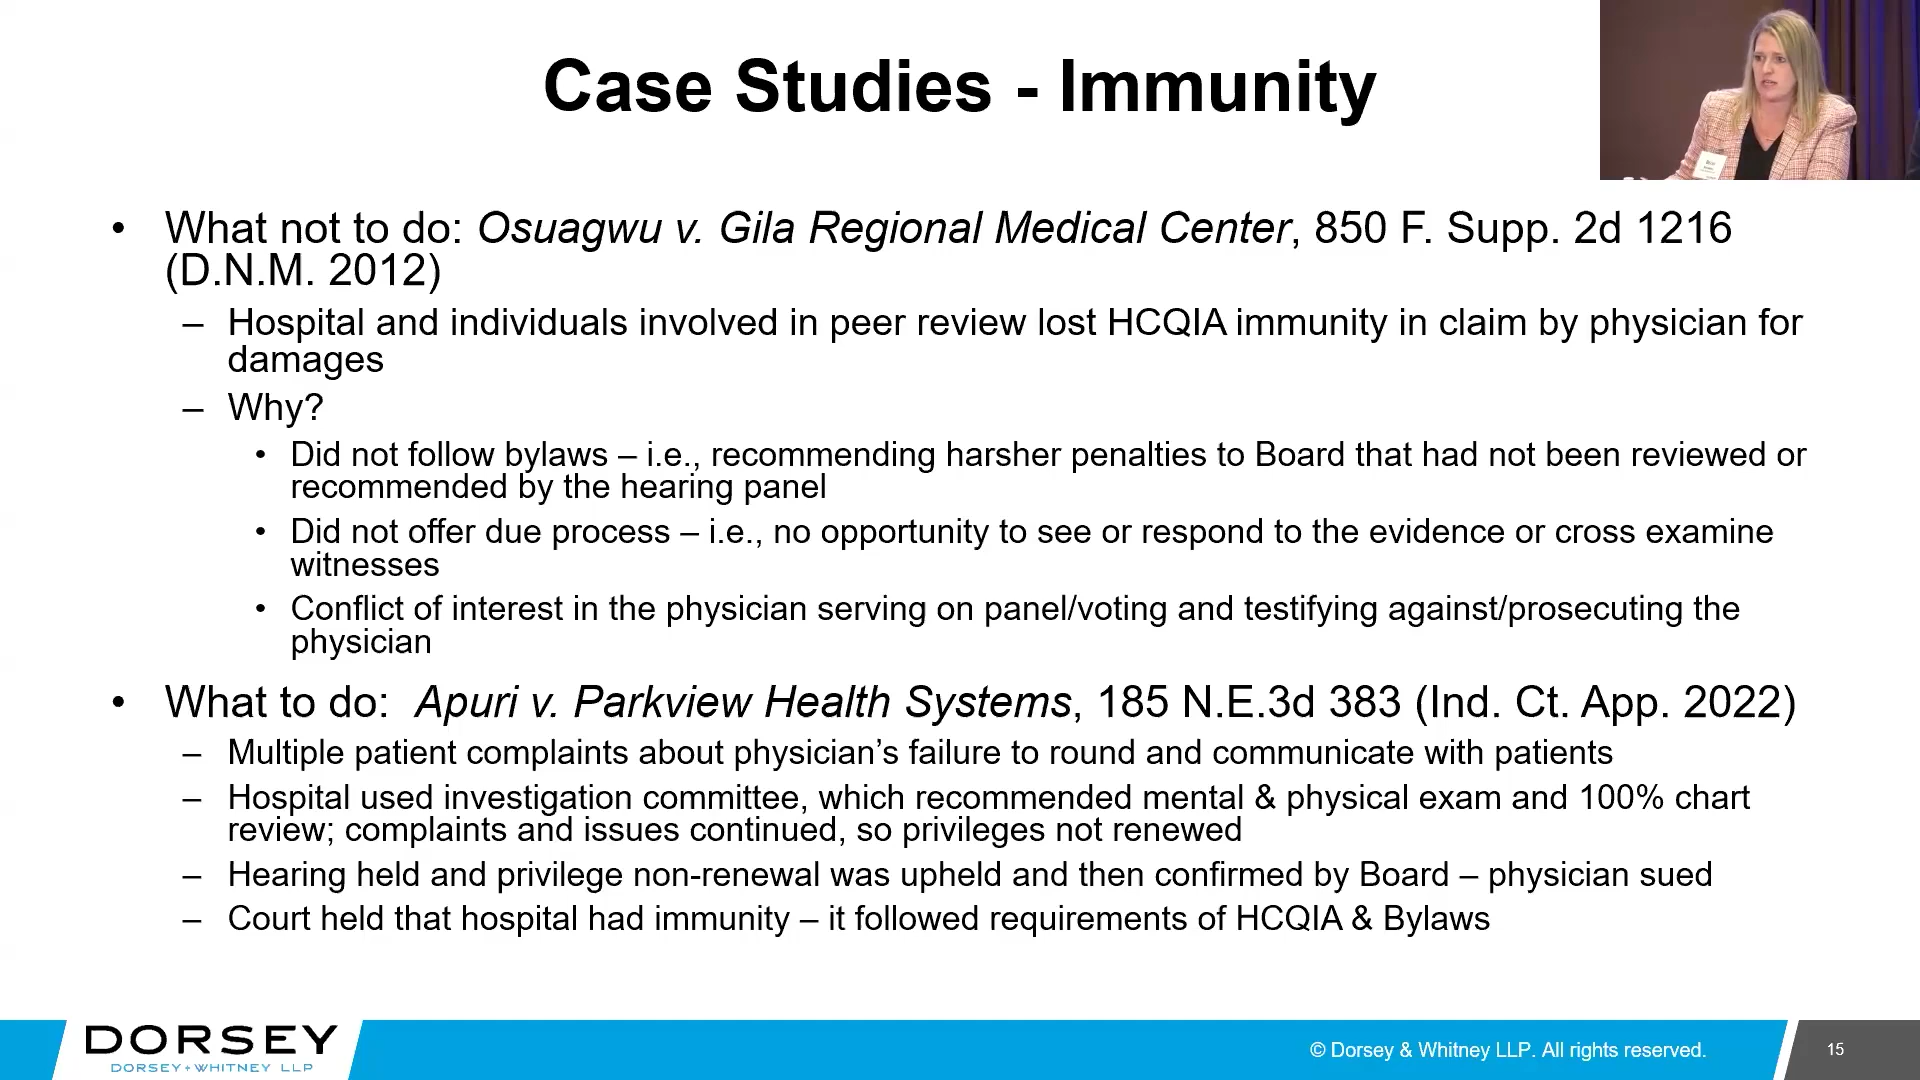 Case Studies - Immunity
• What not to do: Osuagwu v. Gila Regional Medical Center, 850 F. Supp. 2d 1216
(D.N.M. 2012)
– Hospital and individuals involved in peer review lost HCQIA immunity in claim by physician for
damages
– Why?
• Did not follow bylaws – i.e., recommending harsher penalties to Board that had not been reviewed or
recommended by the hearing panel
• Did not offer due process – i.e., no opportunity to see or respond to the evidence or cross examine
witnesses
• Conflict of interest in the physician serving on panel/voting and testifying against/prosecuting the
physician
• What to do: Apuri v. Parkview Health Systems, 185 N.E.3d 383 (Ind. Ct. App. 2022)
– Multiple patient complaints about physician’s failure to round and communicate with patients
– Hospital used investigation committee, which recommended mental & physical exam and 100% chart
review; complaints and issues continued, so privileges not renewed
– Hearing held and privilege non-renewal was upheld and then confirmed by Board – physician sued
– Court held that hospital had immunity – it followed requirements of HCQIA & Bylaws
DORSEY
DORSEY+WHITNEY LLP
© Dorsey & Whitney LLP. All rights reserved.
15